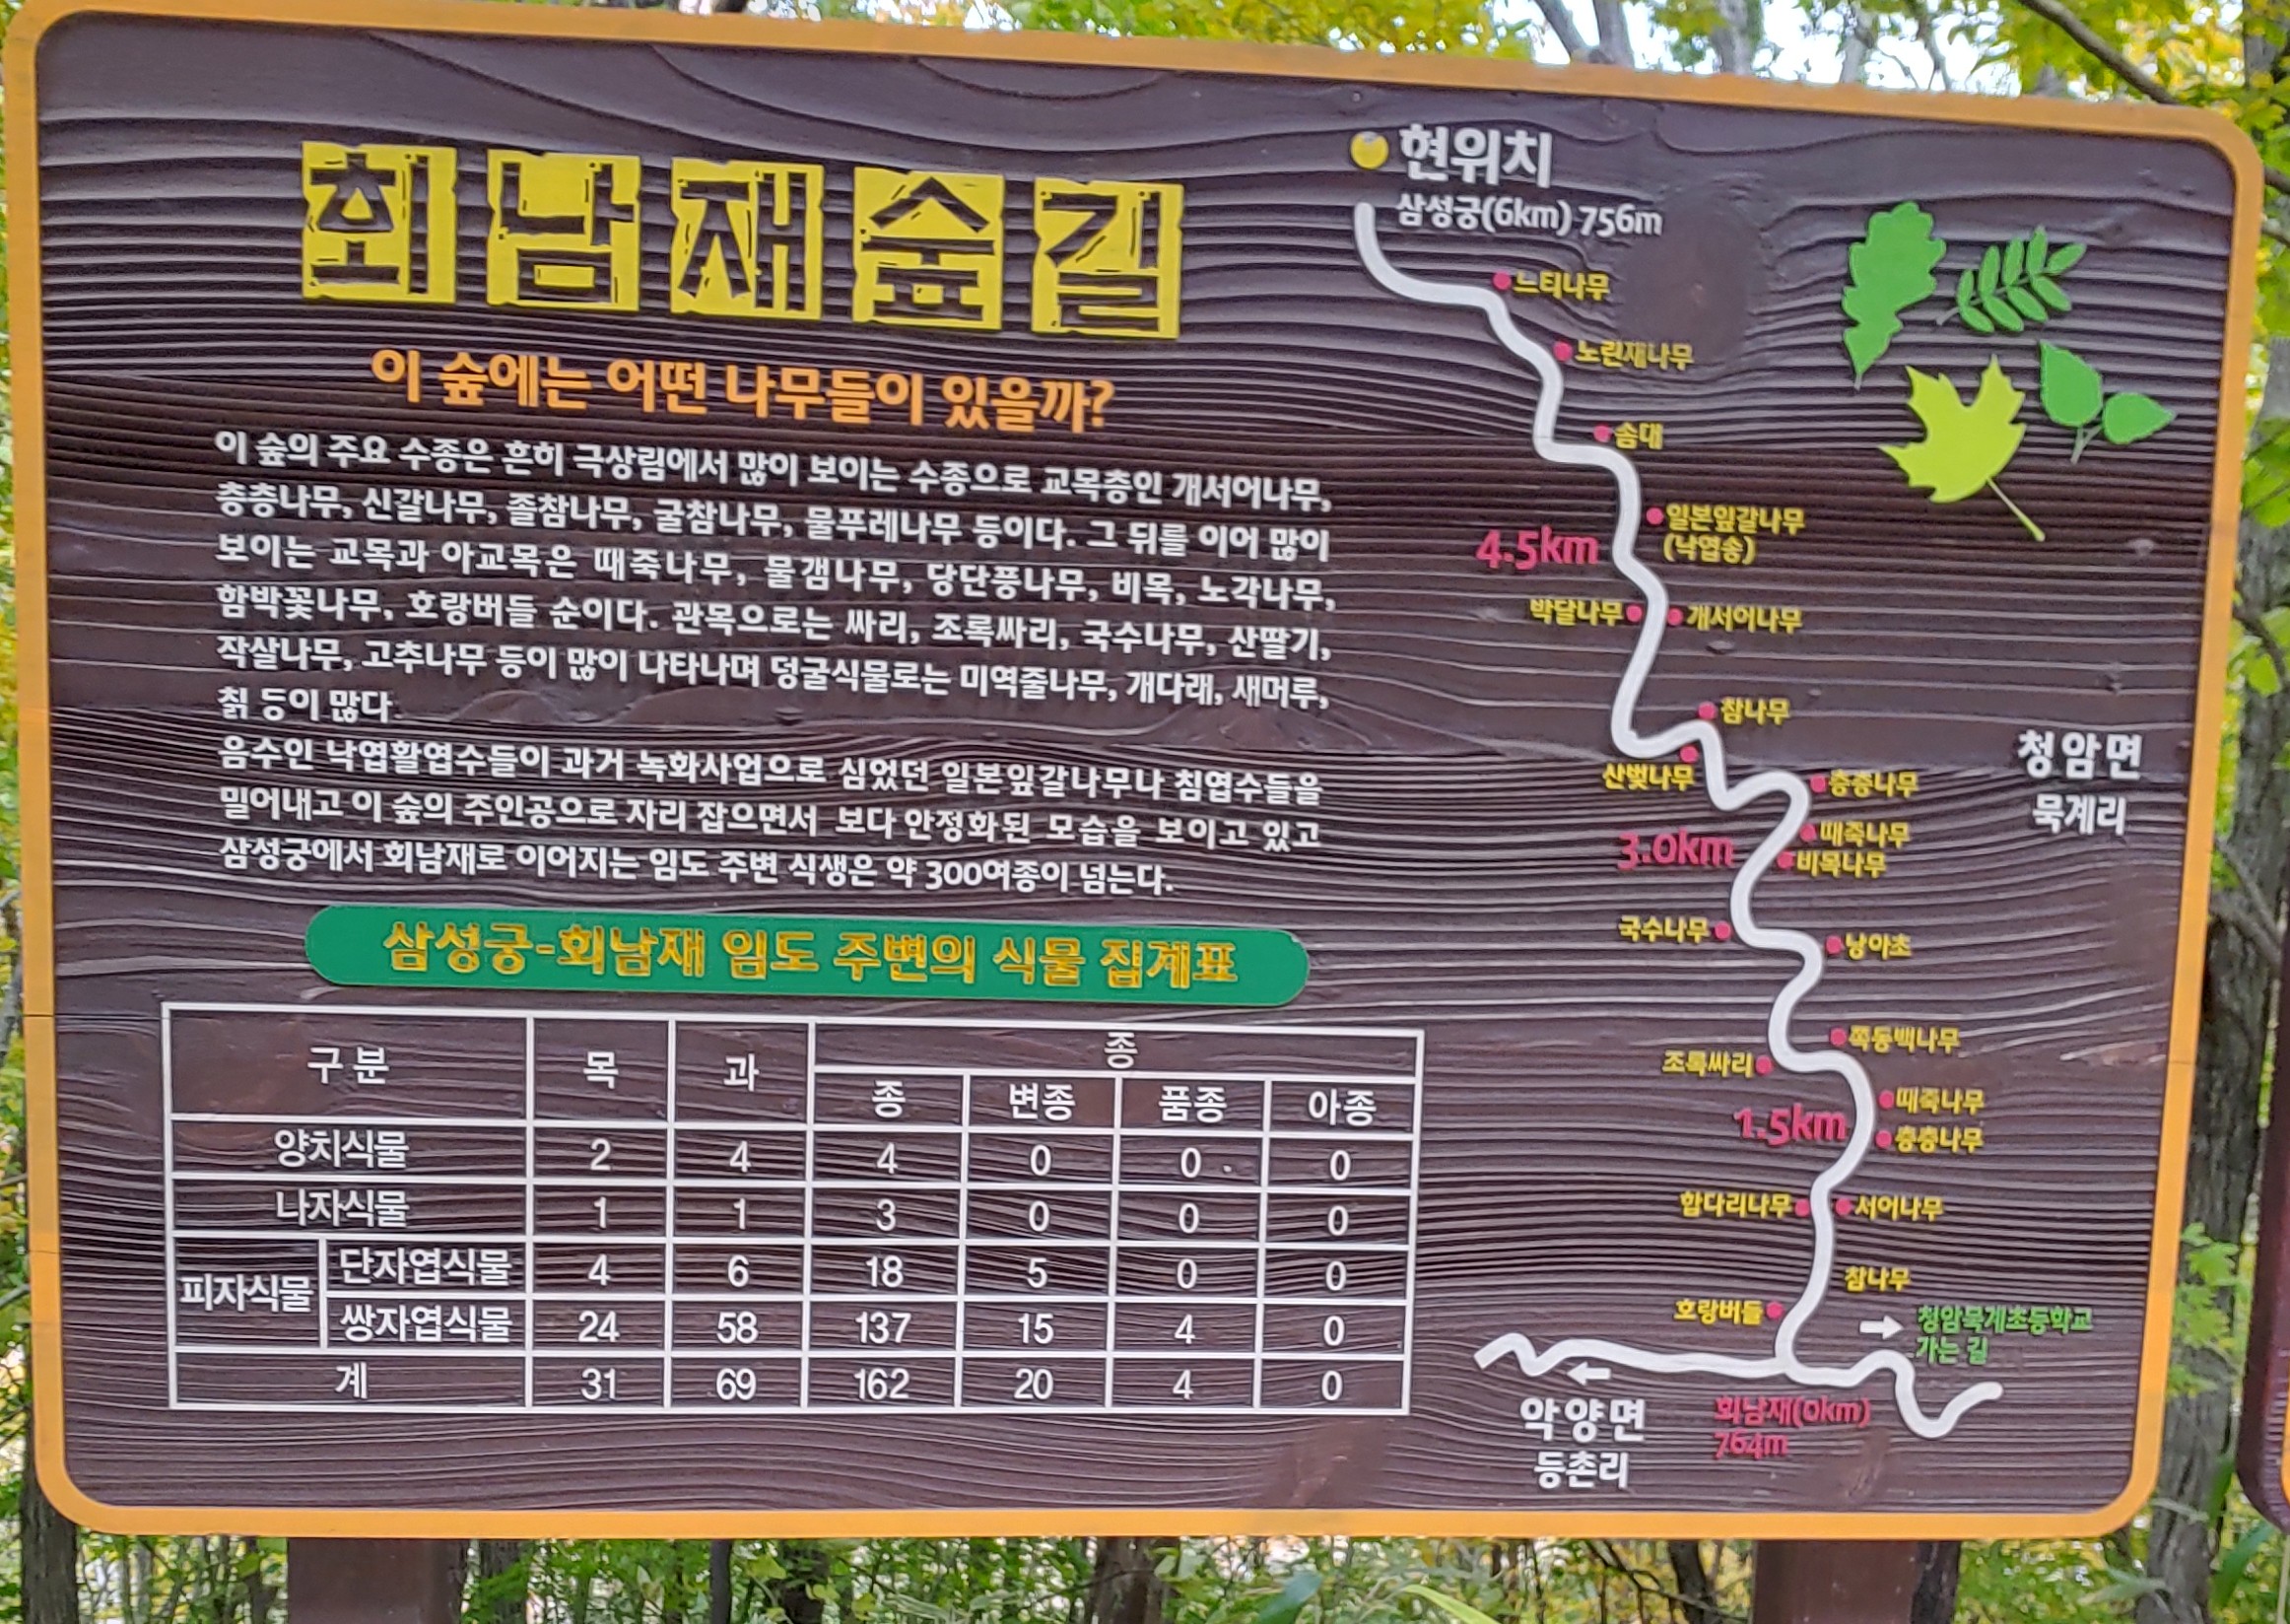 회남재숲길
이 숲에는 어떤 나무들이 있을까?
이 숲의 주요 수종은 흔히 극상림에서 많이 보이는 수종으로 교목층인 개서어나무,
층층나무, 신갈나무, 졸참나무, 굴참나무, 물푸레나무 등이다. 그 뒤를 이어 많이
보이는 교목과 아교목은 때죽나무, 물갬나무, 당단풍나무, 비목, 노각나무,
함박꽃나무, 호랑버들 순이다. 관목으로는 싸리, 조록싸리, 국수나무, 산딸기,
작살나무, 고추나무 등이 많이 나타나며 덩굴식물로는 미역줄나무, 개다래, 새머루,
칡 등이 많다.
음수인 낙엽활엽수들이 과거 녹화사업으로 심었던 일본잎갈나무나 침엽수들을
밀어내고 이 숲의 주인공으로 자리 잡으면서 보다 안정화된 모습을 보이고 있고
삼성궁에서 회남재로 이어지는 임도 주변 식생은 약 300여종이 넘는다.
삼성궁-회남재 임도 주변의 식물 집계표
구분 목 과 종
종 변종 품종 아종
양치식물 2 4 4 0 0 0
나자식물 1 1 3 0 0 0
피자식물 단자엽식물 4 6 18 5 0 0
쌍자엽식물 24 58 137 15 4 0
계 31 69 162 20 4 0
현위치
삼성궁(6km) 756m
느티나무
노린재나무
솜대
일본잎갈나무
(낙엽송)
4.5km
박달나무 개서어나무
참나무
산벚나무
층층나무
청암면
묵계리
때죽나무
3.0km
비목나무
국수나무
낭아초
쪽동백나무
조록싸리
때죽나무
1.5km
층층나무
합다리나무 서어나무
참나무
호랑버들
청암묵계초등학교
가는 길
악양면
등촌리
회남재(0km)
764m